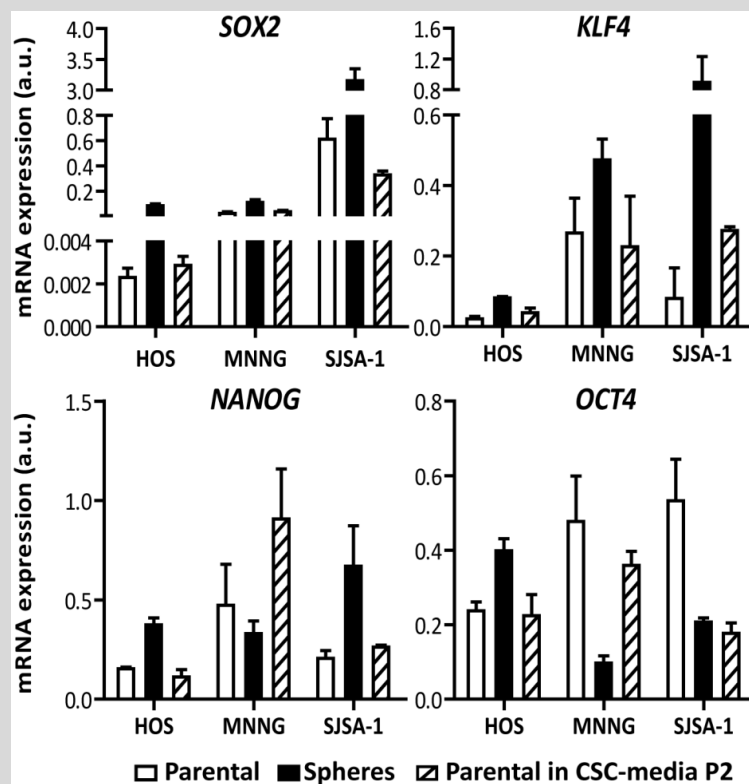 SOX2
mRNA expression (a.u.)
4.0
3.5
3.0
0.8
0.6
0.4
0.2
0.004
0.002
0.000
HOS MNNG SJSA-1
KLF4
1.6
1.2
0.8
0.6
0.4
0.2
0.0
HOS MNNG SJSA-1
NANOG
mRNA expression (a.u.)
1.5
1.0
0.5
0.0
HOS MNNG SJSA-1
OCT4
0.8
0.6
0.4
0.2
0.0
HOS MNNG SJSA-1
Parental Spheres Parental in CSC-media P2